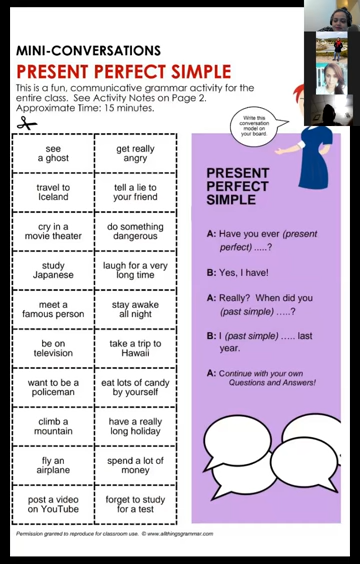 MINI-CONVERSATIONS
PRESENT PERFECT SIMPLE
This is a fun, communicative grammar activity for the
entire class.  See Activity Notes on Page 2.
Approximate Time: 15 minutes.
Write this
conversation
model on
your board.
see
a ghost
get really
angry
travel to
Iceland
tell a lie to
your friend
cry in a
movie theater
do something
dangerous
study
Japanese
laugh for a very
long time
meet a
famous person
stay awake
all night
be on
television
take a trip to
Hawaii
want to be a
policeman
eat lots of candy
by yourself
climb a
mountain
have a really
long holiday
fly an
airplane
spend a lot of
money
post a video
on YouTube
forget to study
for a test
PRESENT
PERFECT
SIMPLE
A: Have you ever (present
perfect) .....?
B: Yes, I have!
A: Really?  When did you
(past simple) .....?
B: I (past simple) ..... last
year.
A: Continue with your own
Questions and Answers!
Permission granted to reproduce for classroom use.  © www.allthingsgrammar.com